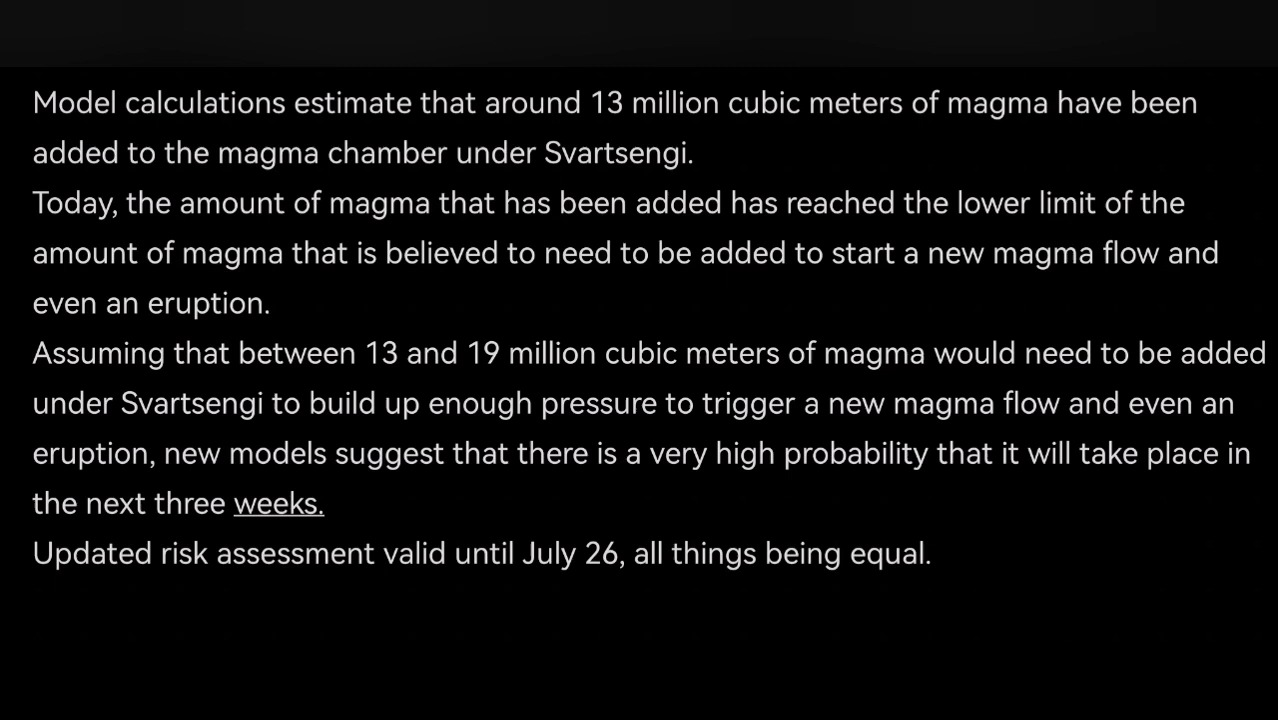 Model calculations estimate that around 13 million cubic meters of magma have been
added to the magma chamber under Svartsengi.
Today, the amount of magma that has been added has reached the lower limit of the
amount of magma that is believed to need to be added to start a new magma flow and
even an eruption.
Assuming that between 13 and 19 million cubic meters of magma would need to be added
under Svartsengi to build up enough pressure to trigger a new magma flow and even an
eruption, new models suggest that there is a very high probability that it will take place in
the next three weeks.
Updated risk assessment valid until July 26, all things being equal.